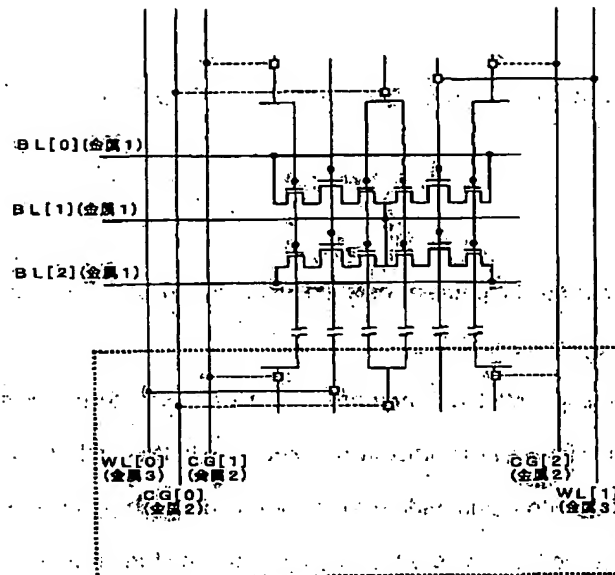 BL[0](金属1)
BL[1](金属1)
BL[2](金属1)
WL[0]
(金属3)
CG[1]
(金属2)
CG[0]
(金属2)
CG[2]
(金属2)
WL[1]
(金属3)